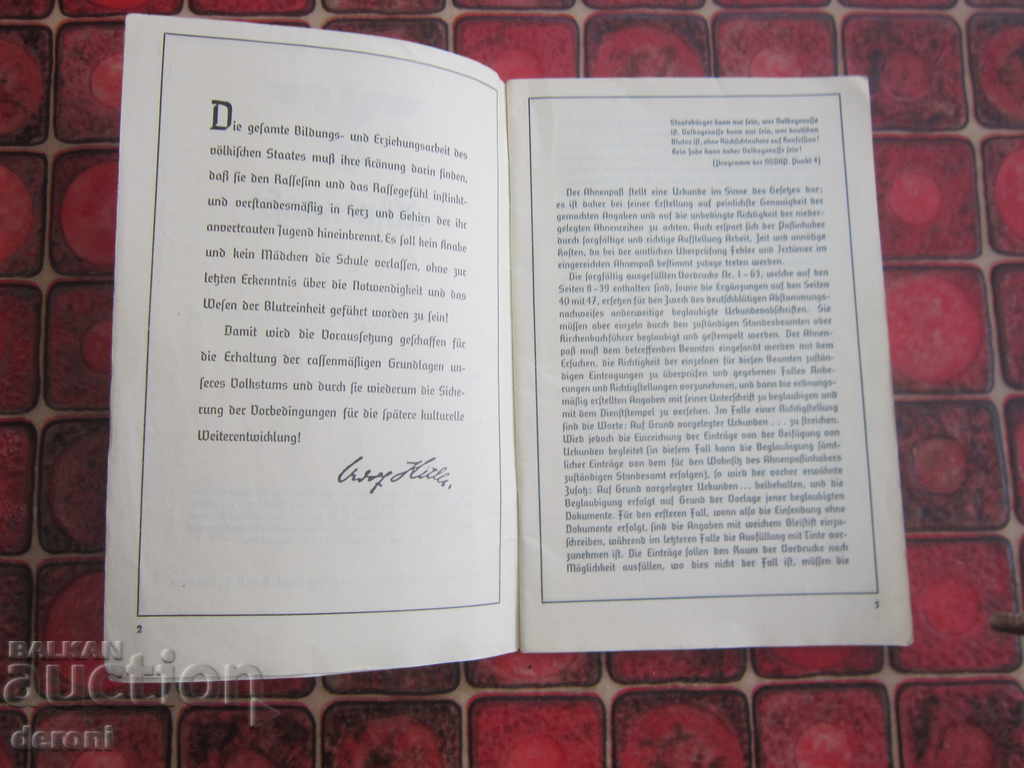 Die gesamte Bildungs- und Erziehungsarbeit des
völkischen Staates muß ihre Krönung darin finden,
daß sie den Rassesinn und das Rassegefühl instinkt-
und verstandesmäßig in Herz und Gehirn der ihr
anvertrauten Jugend hineinbrennt. Es soll kein Knabe
und kein Mädchen die Schule verlassen, ohne zur
letzten Erkenntnis über die Notwendigkeit und das
Wesen der Blutreinheit geführt worden zu sein!
Damit wird die Voraussetzung geschaffen für
die Erhaltung der rassenmäßigen Grundlagen un-
seres Volkstums und durch sie wiederum die Siche-
rung der Vorbedingungen für die spätere kulturelle
Weiterentwicklung!
Adolf Hitler.
2
Staatsbürger kann nur sein, wer Volksgenosse
ist. Volksgenosse kann nur sein, wer deutschen
Blutes ist, ohne Rücksichtnahme auf Konfession!
Kein Jude kann daher Volksgenosse sein!
(Programm der NSDAP. Punkt 4)
Der Ahnenpaß stellt eine Urkunde im Sinne des Gesetzes dar;
es ist daher bei seiner Erstellung auf peinlichste Genauigkeit der
gemachten Angaben und auf die unbedingte Richtigkeit der nieder-
gelegten Ahnenreihen zu achten. Auch erspart sich der Paßinhaber
durch sorgfältige und richtige Aufstellung Arbeit, Zeit und unnötige
Kosten, da bei der amtlichen Überprüfung Fehler und Irrtümer im
eingereichten Ahnenpaß bestimmt zutage treten werden.
Die sorgfältig ausgefüllten Vordrucke Nr. 1–63, welche auf den
Seiten 8–39 enthalten sind, sowie die Ergänzungen auf den Seiten
40 mit 47, ersetzen für den Zweck des deutschblütigen Abstammungs-
nachweises anderweitige beglaubigte Urkundenabschriften. Sie
müssen aber einzeln durch den zuständigen Standesbeamten oder
Kirchenbuchführer beglaubigt und gestempelt werden. Der Ahnen-
paß muß dem betreffenden Beamten eingesandt werden mit dem
Ersuchen, die Richtigkeit der einzelnen für diesen Beamten zustän-
digen Eintragungen zu überprüfen und gegebenen Falles Ände-
rungen und Richtigstellungen vorzunehmen, und dann die ordnungs-
mäßig erstellten Angaben mit seiner Unterschrift zu beglaubigen und
mit dem Dienststempel zu versehen. Im Falle einer Richtigstellung
sind die Worte: Auf Grund vorgelegter Urkunden . . . zu streichen.
Wird jedoch die Einreichung der Einträge von der Beifügung von
Urkunden begleitet (in diesem Fall kann die Beglaubigung sämt-
licher Einträge von dem für den Wohnsitz des Ahnenpaßinhabers
zuständigen Standesamt erfolgen), so wird der vorher erwähnte
Zusatz: Auf Grund vorgelegter Urkunden . . . beibehalten, und die
Beglaubigung erfolgt auf Grund der Vorlage jener beglaubigten
Dokumente. Für den ersteren Fall, wenn also die Einsendung ohne
Dokumente erfolgt, sind die Angaben mit weichem Bleistift einzu-
schreiben, während im letzteren Falle die Ausfüllung mit Tinte vor-
zunehmen ist. Die Einträge sollen den Raum der Vordrucke nach
Möglichkeit ausfüllen, wo dies nicht der Fall ist, müssen die
3
BALKAN
auction
deroni